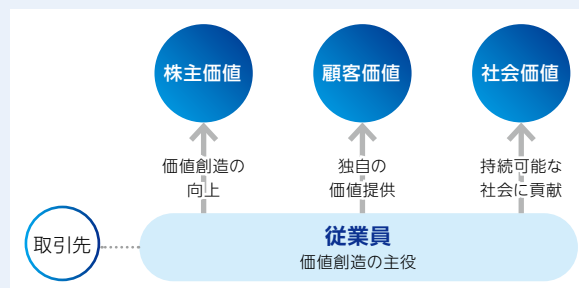 株主価値
顧客価値
社会価値
価値創造の
向上
独自の
価値提供
持続可能な
社会に貢献
取引先
従業員
価値創造の主役